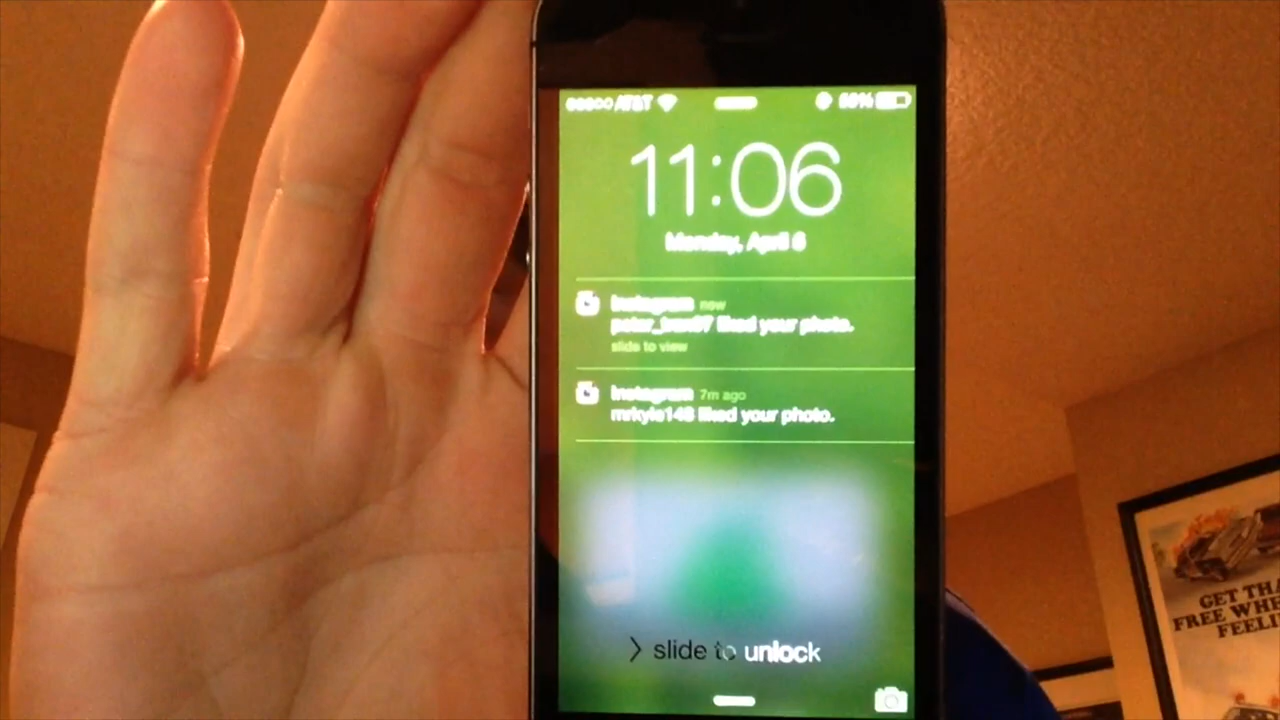 AT&T
11:06
Monday, April 6
Instagram now
liked your photo.
slide to view
Instagram 7m ago
mrkyle148 liked your photo.
> slide to unlock
GET THA
FREE WHE
FEELI